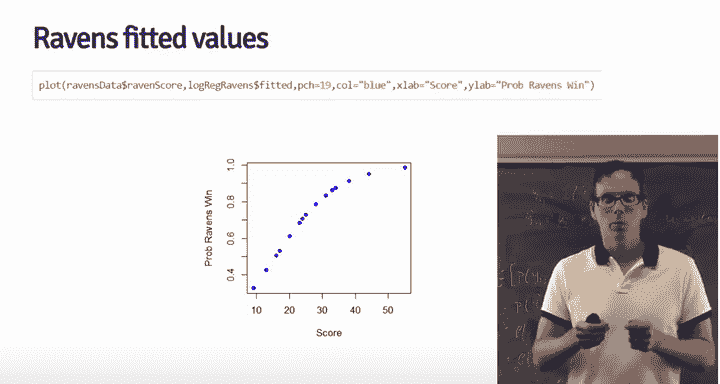 Ravens fitted values
plot(ravensData$ravenScore,logRegRavens$fitted,pch=19,col="blue",xlab="Score",ylab="Prob Ravens Win")
Prob Ravens Win
1.0
0.8
0.6
0.4
10 20 30 40 50
Score